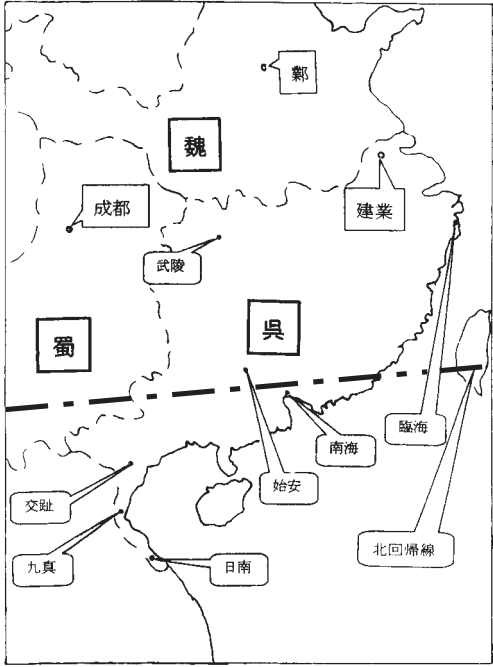 鄴
魏
成都
建業
武陵
呉
蜀
臨海
南海
始安
交趾
北回帰線
九真
日南